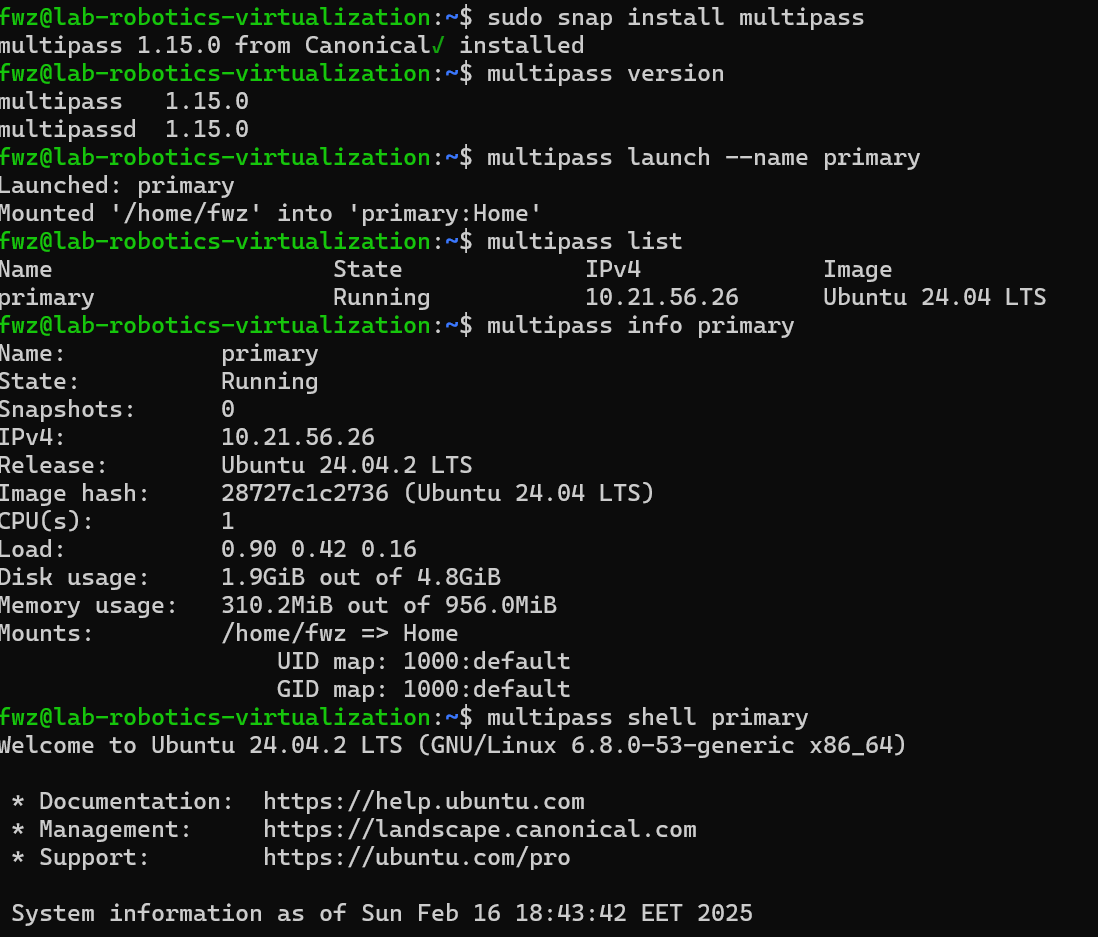 fwz@lab-robotics-virtualization:~$ sudo snap install multipass
multipass 1.15.0 from Canonical✓ installed
fwz@lab-robotics-virtualization:~$ multipass version
multipass   1.15.0
multipassd  1.15.0
fwz@lab-robotics-virtualization:~$ multipass launch --name primary
Launched: primary
Mounted '/home/fwz' into 'primary:Home'
fwz@lab-robotics-virtualization:~$ multipass list
Name                    State             IPv4             Image
primary                 Running           10.21.56.26      Ubuntu 24.04 LTS
fwz@lab-robotics-virtualization:~$ multipass info primary
Name:           primary
State:          Running
Snapshots:      0
IPv4:           10.21.56.26
Release:        Ubuntu 24.04.2 LTS
Image hash:     28727c1c2736 (Ubuntu 24.04 LTS)
CPU(s):         1
Load:           0.90 0.42 0.16
Disk usage:     1.9GiB out of 4.8GiB
Memory usage:   310.2MiB out of 956.0MiB
Mounts:         /home/fwz => Home
                    UID map: 1000:default
                    GID map: 1000:default
fwz@lab-robotics-virtualization:~$ multipass shell primary
Welcome to Ubuntu 24.04.2 LTS (GNU/Linux 6.8.0-53-generic x86_64)
 * Documentation:  https://help.ubuntu.com
 * Management:     https://landscape.canonical.com
 * Support:        https://ubuntu.com/pro
 System information as of Sun Feb 16 18:43:42 EET 2025